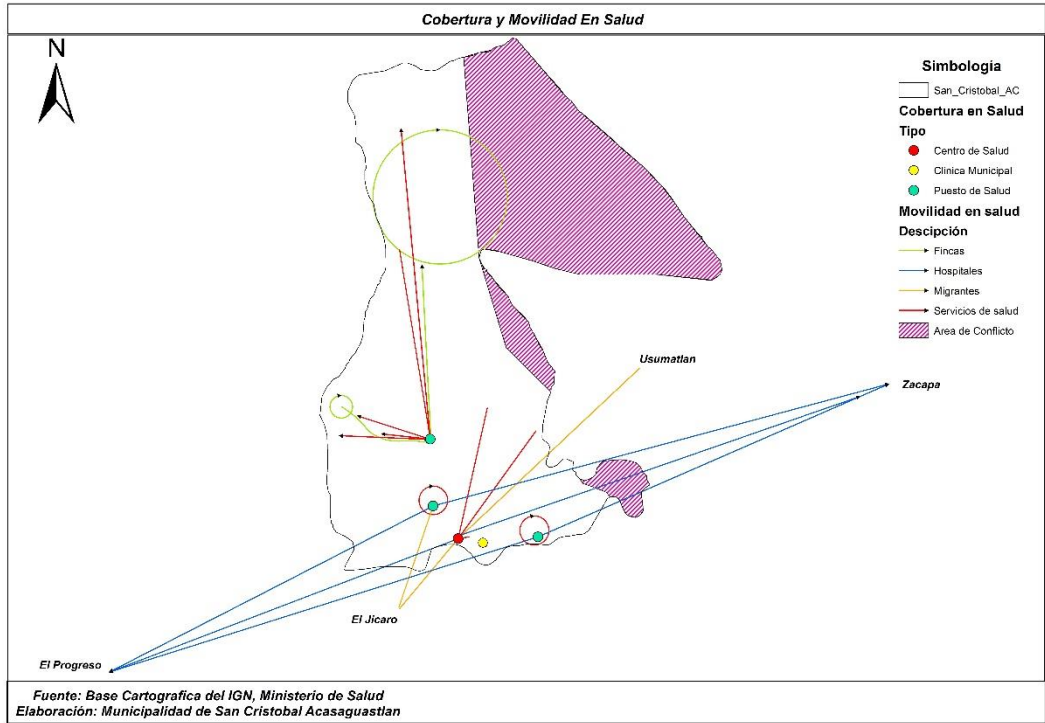 Cobertura y Movilidad En Salud
N
Simbología
San_Cristobal_AC
Cobertura en Salud
Tipo
Centro de Salud
Clinica Municipal
Puesto de Salud
Movilidad en salud
Descipción
Fincas
Hospitales
Migrantes
Servicios de salud
Area de Conflicto
Usumatlan
Zacapa
El Jicaro
El Progreso
Fuente: Base Cartografica del IGN, Ministerio de Salud
Elaboración: Municipalidad de San Cristobal Acasaguastlan